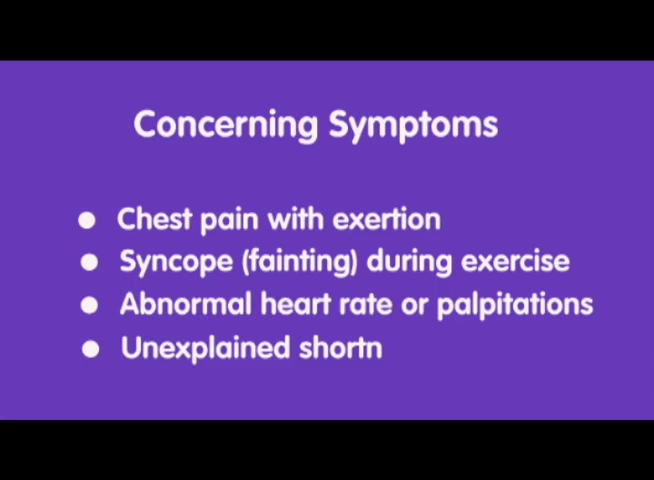 Concerning Symptoms
● Chest pain with exertion
● Syncope (fainting) during exercise
● Abnormal heart rate or palpitations
● Unexplained shortn